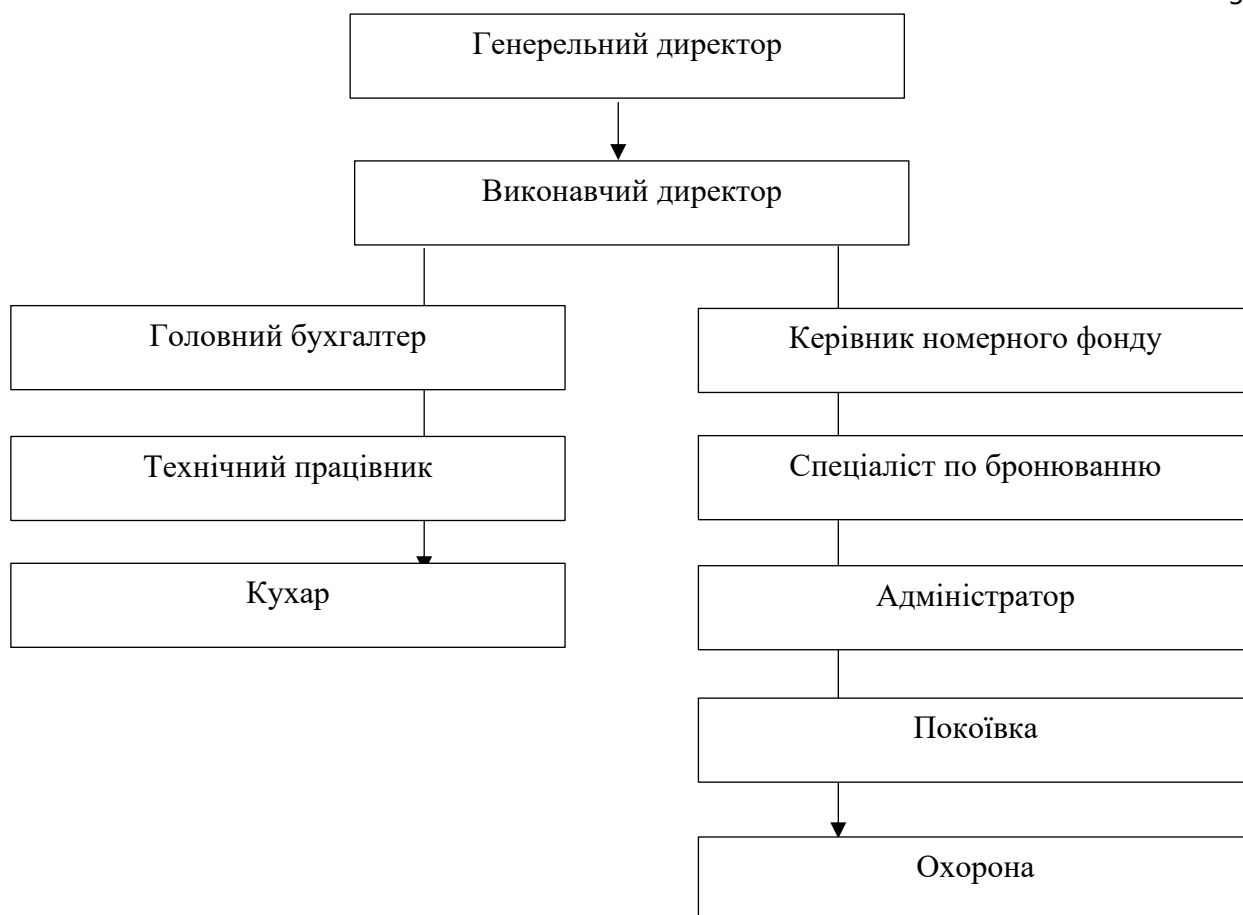 Генерельний директор
Виконавчий директор
Головний бухгалтер
Технічний працівник
Кухар
Керівник номерного фонду
Спеціаліст по бронюванню
Адміністратор
Покоївка
Охорона